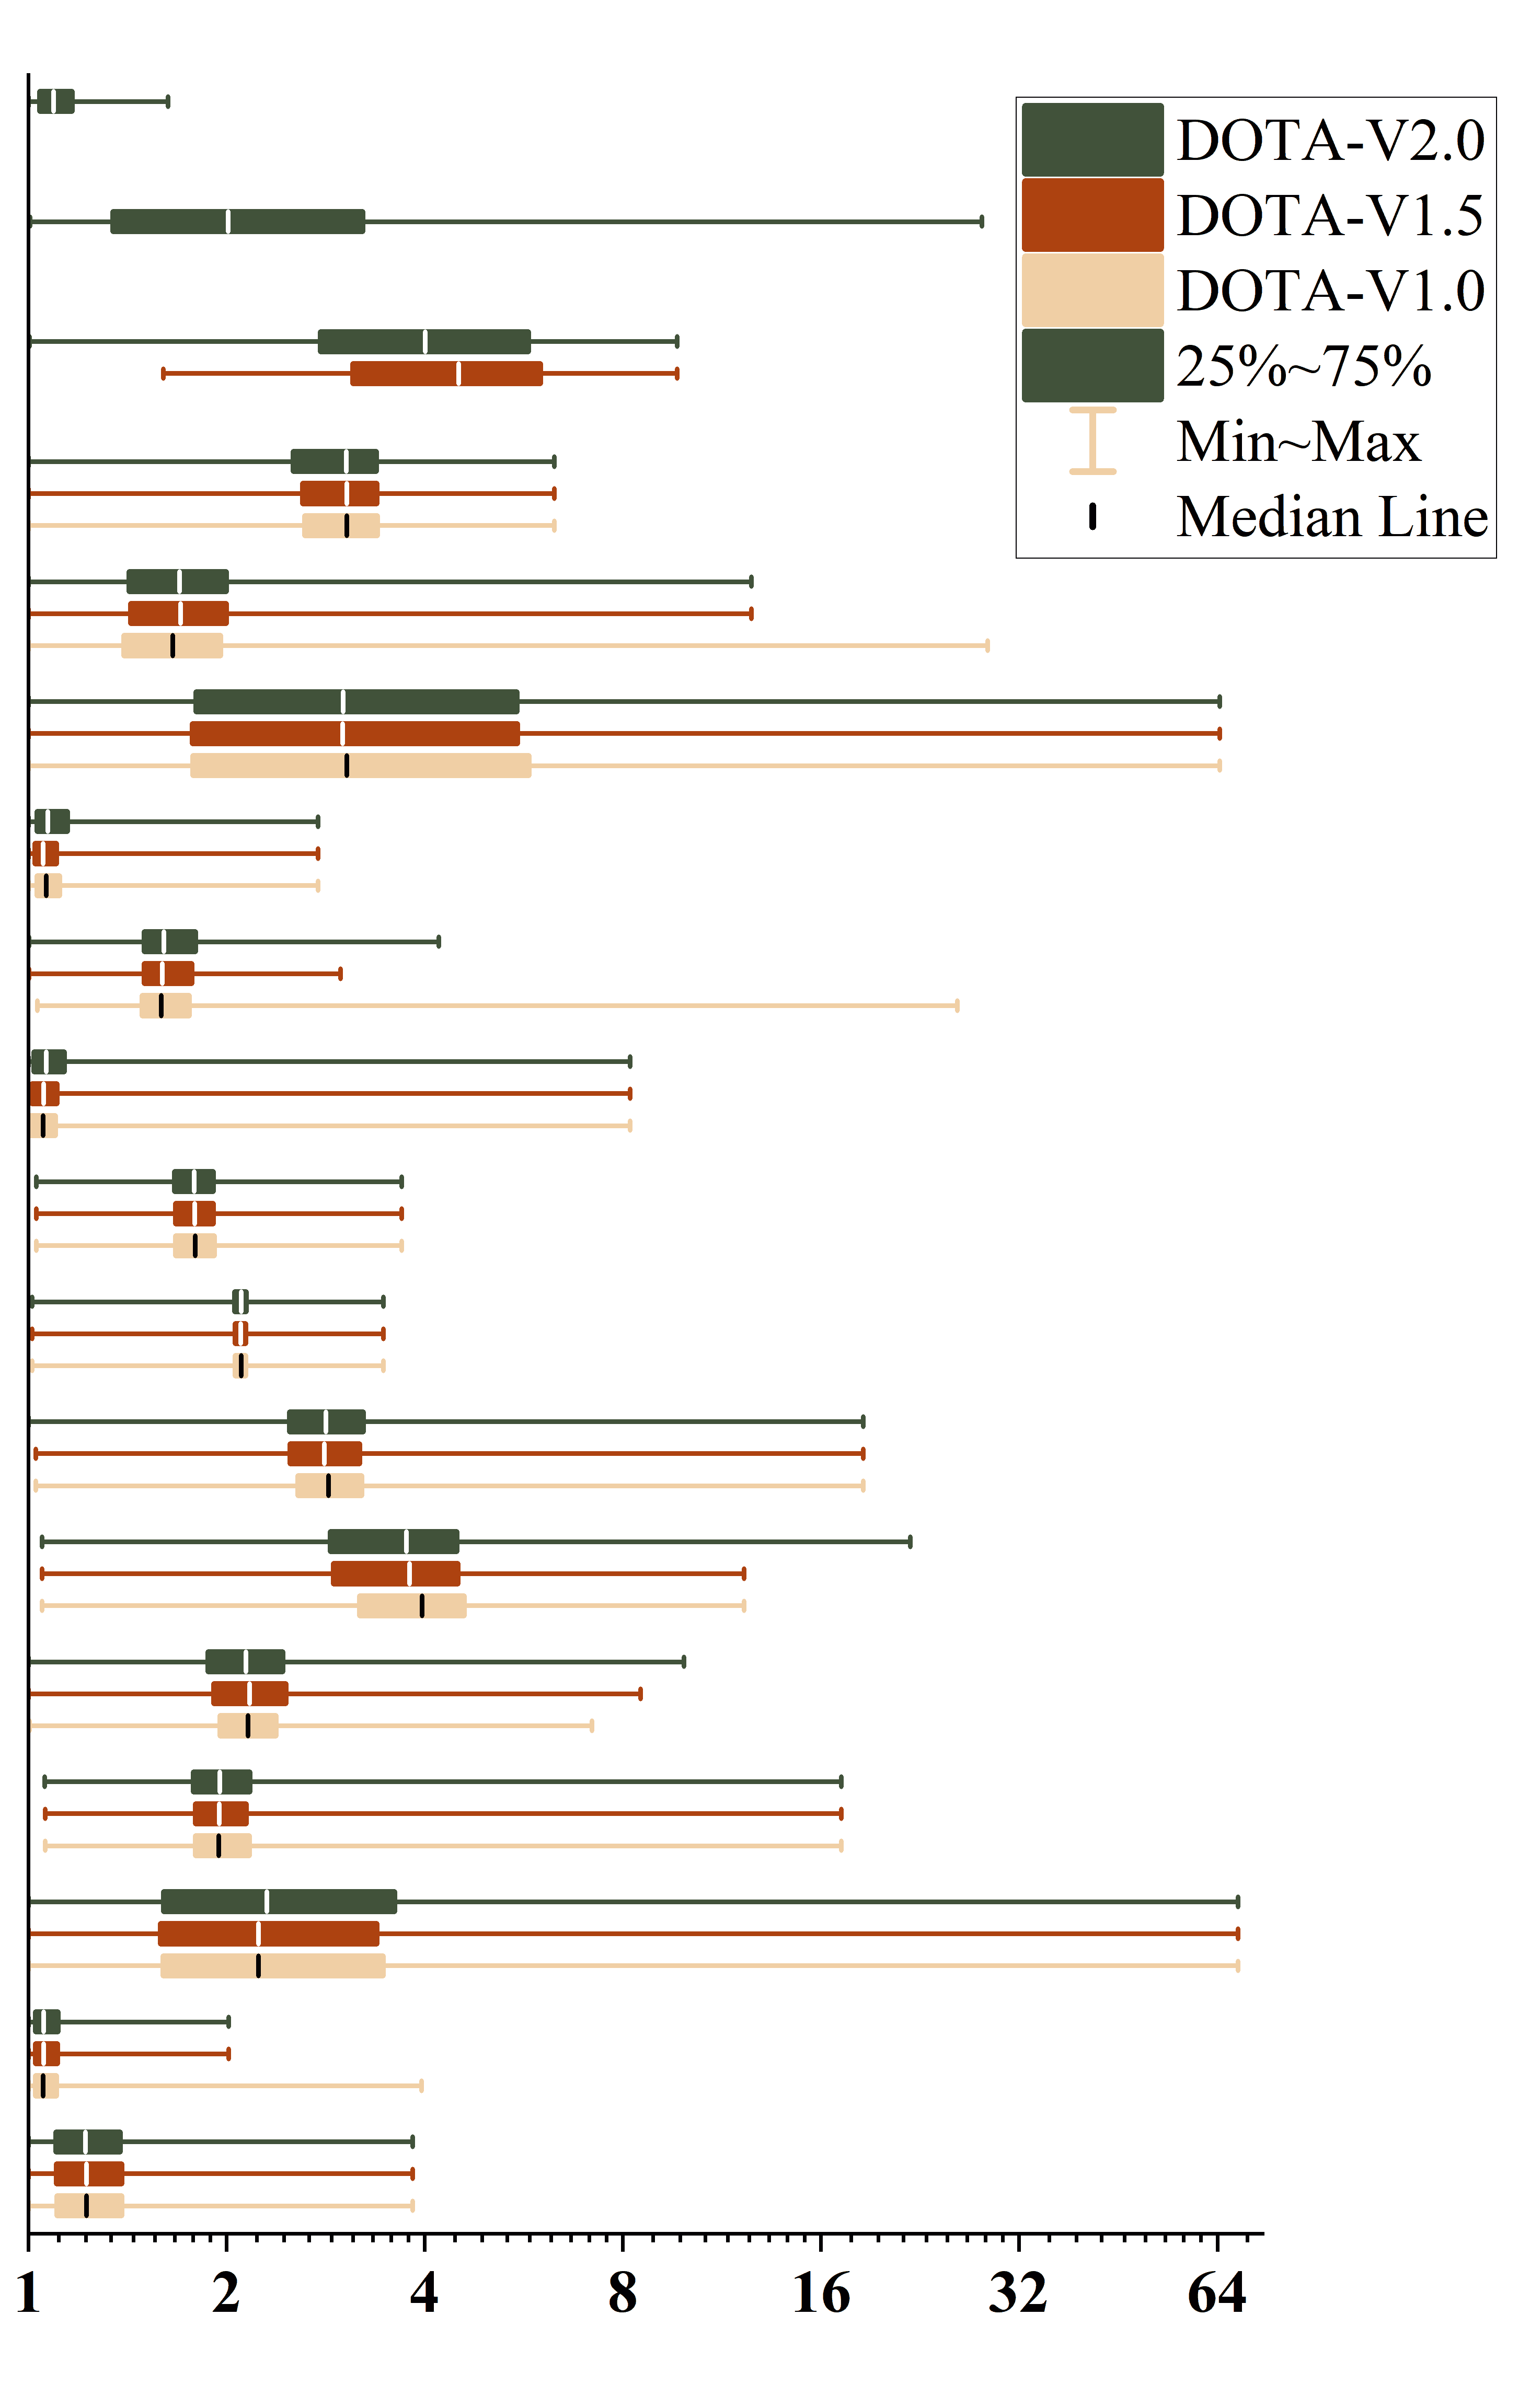 DOTA-V2.0
DOTA-V1.5
DOTA-V1.0
25%~75%
Min~Max
Median Line
1 2 4 8 16 32 64